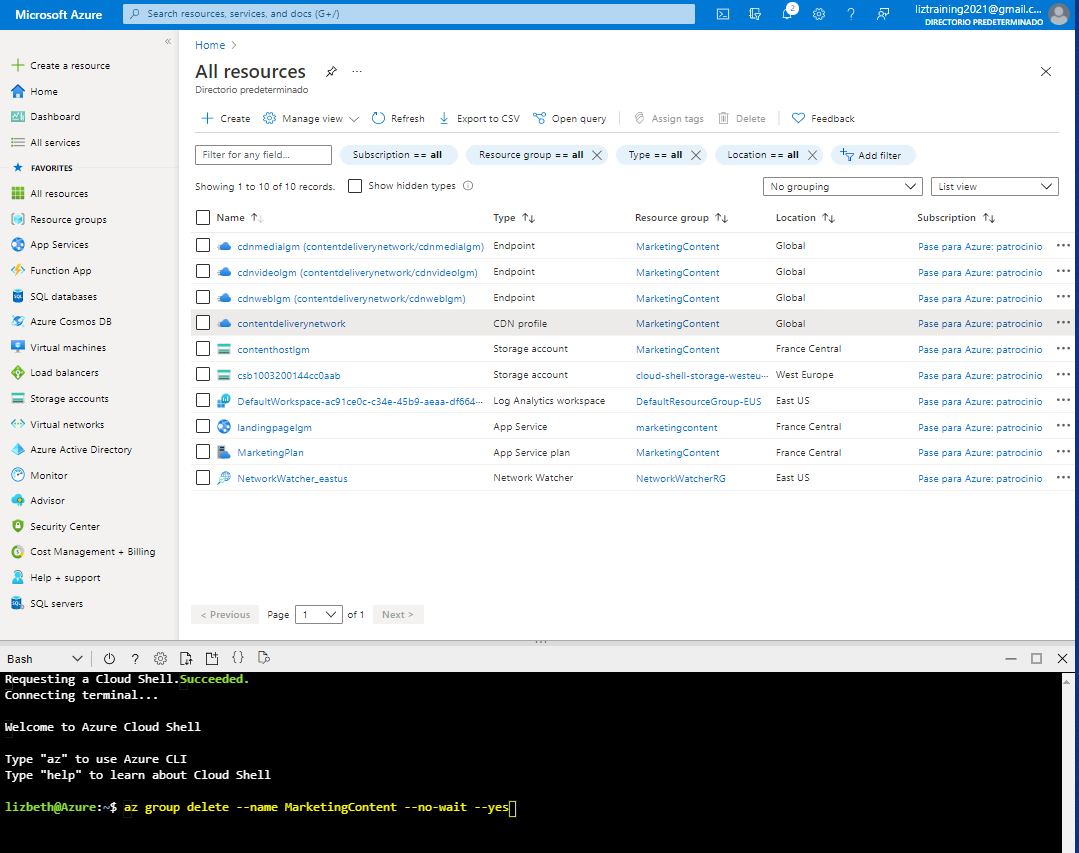 Microsoft Azure
Search resources, services, and docs (G+/)
2
liztraining2021@gmail.c...
DIRECTORIO PREDETERMINADO
«
Create a resource
Home
Dashboard
All services
FAVORITES
All resources
Resource groups
App Services
Function App
SQL databases
Azure Cosmos DB
Virtual machines
Load balancers
Storage accounts
Virtual networks
Azure Active Directory
Monitor
Advisor
Security Center
Cost Management + Billing
Help + support
SQL servers
Home >
All resources ...
Directorio predeterminado
Create Manage view Refresh Export to CSV Open query Assign tags Delete Feedback
Filter for any field... Subscription == all Resource group == all Type == all Location == all Add filter
Showing 1 to 10 of 10 records. Show hidden types
No grouping List view
Name Type Resource group Location Subscription
cdnmedialgm (contentdeliverynetwork/cdnmedialgm) Endpoint MarketingContent Global Pase para Azure: patrocinio ...
cdnvideolgm (contentdeliverynetwork/cdnvideolgm) Endpoint MarketingContent Global Pase para Azure: patrocinio ...
cdnweblgm (contentdeliverynetwork/cdnweblgm) Endpoint MarketingContent Global Pase para Azure: patrocinio ...
contentdeliverynetwork CDN profile MarketingContent Global Pase para Azure: patrocinio ...
contenthostlgm Storage account MarketingContent France Central Pase para Azure: patrocinio ...
csb1003200144cc0aab Storage account cloud-shell-storage-westeu... West Europe Pase para Azure: patrocinio ...
DefaultWorkspace-ac91ce0c-c34e-45b9-aeaa-df664... Log Analytics workspace DefaultResourceGroup-EUS East US Pase para Azure: patrocinio ...
landingpagelgm App Service marketingcontent France Central Pase para Azure: patrocinio ...
MarketingPlan App Service plan MarketingContent France Central Pase para Azure: patrocinio ...
NetworkWatcher_eastus Network Watcher NetworkWatcherRG East US Pase para Azure: patrocinio ...
< Previous Page 1 of 1 Next >
Bash
Requesting a Cloud Shell.Succeeded.
Connecting terminal...
Welcome to Azure Cloud Shell
Type "az" to use Azure CLI
Type "help" to learn about Cloud Shell
lizbeth@Azure:~$ az group delete --name MarketingContent --no-wait --yes